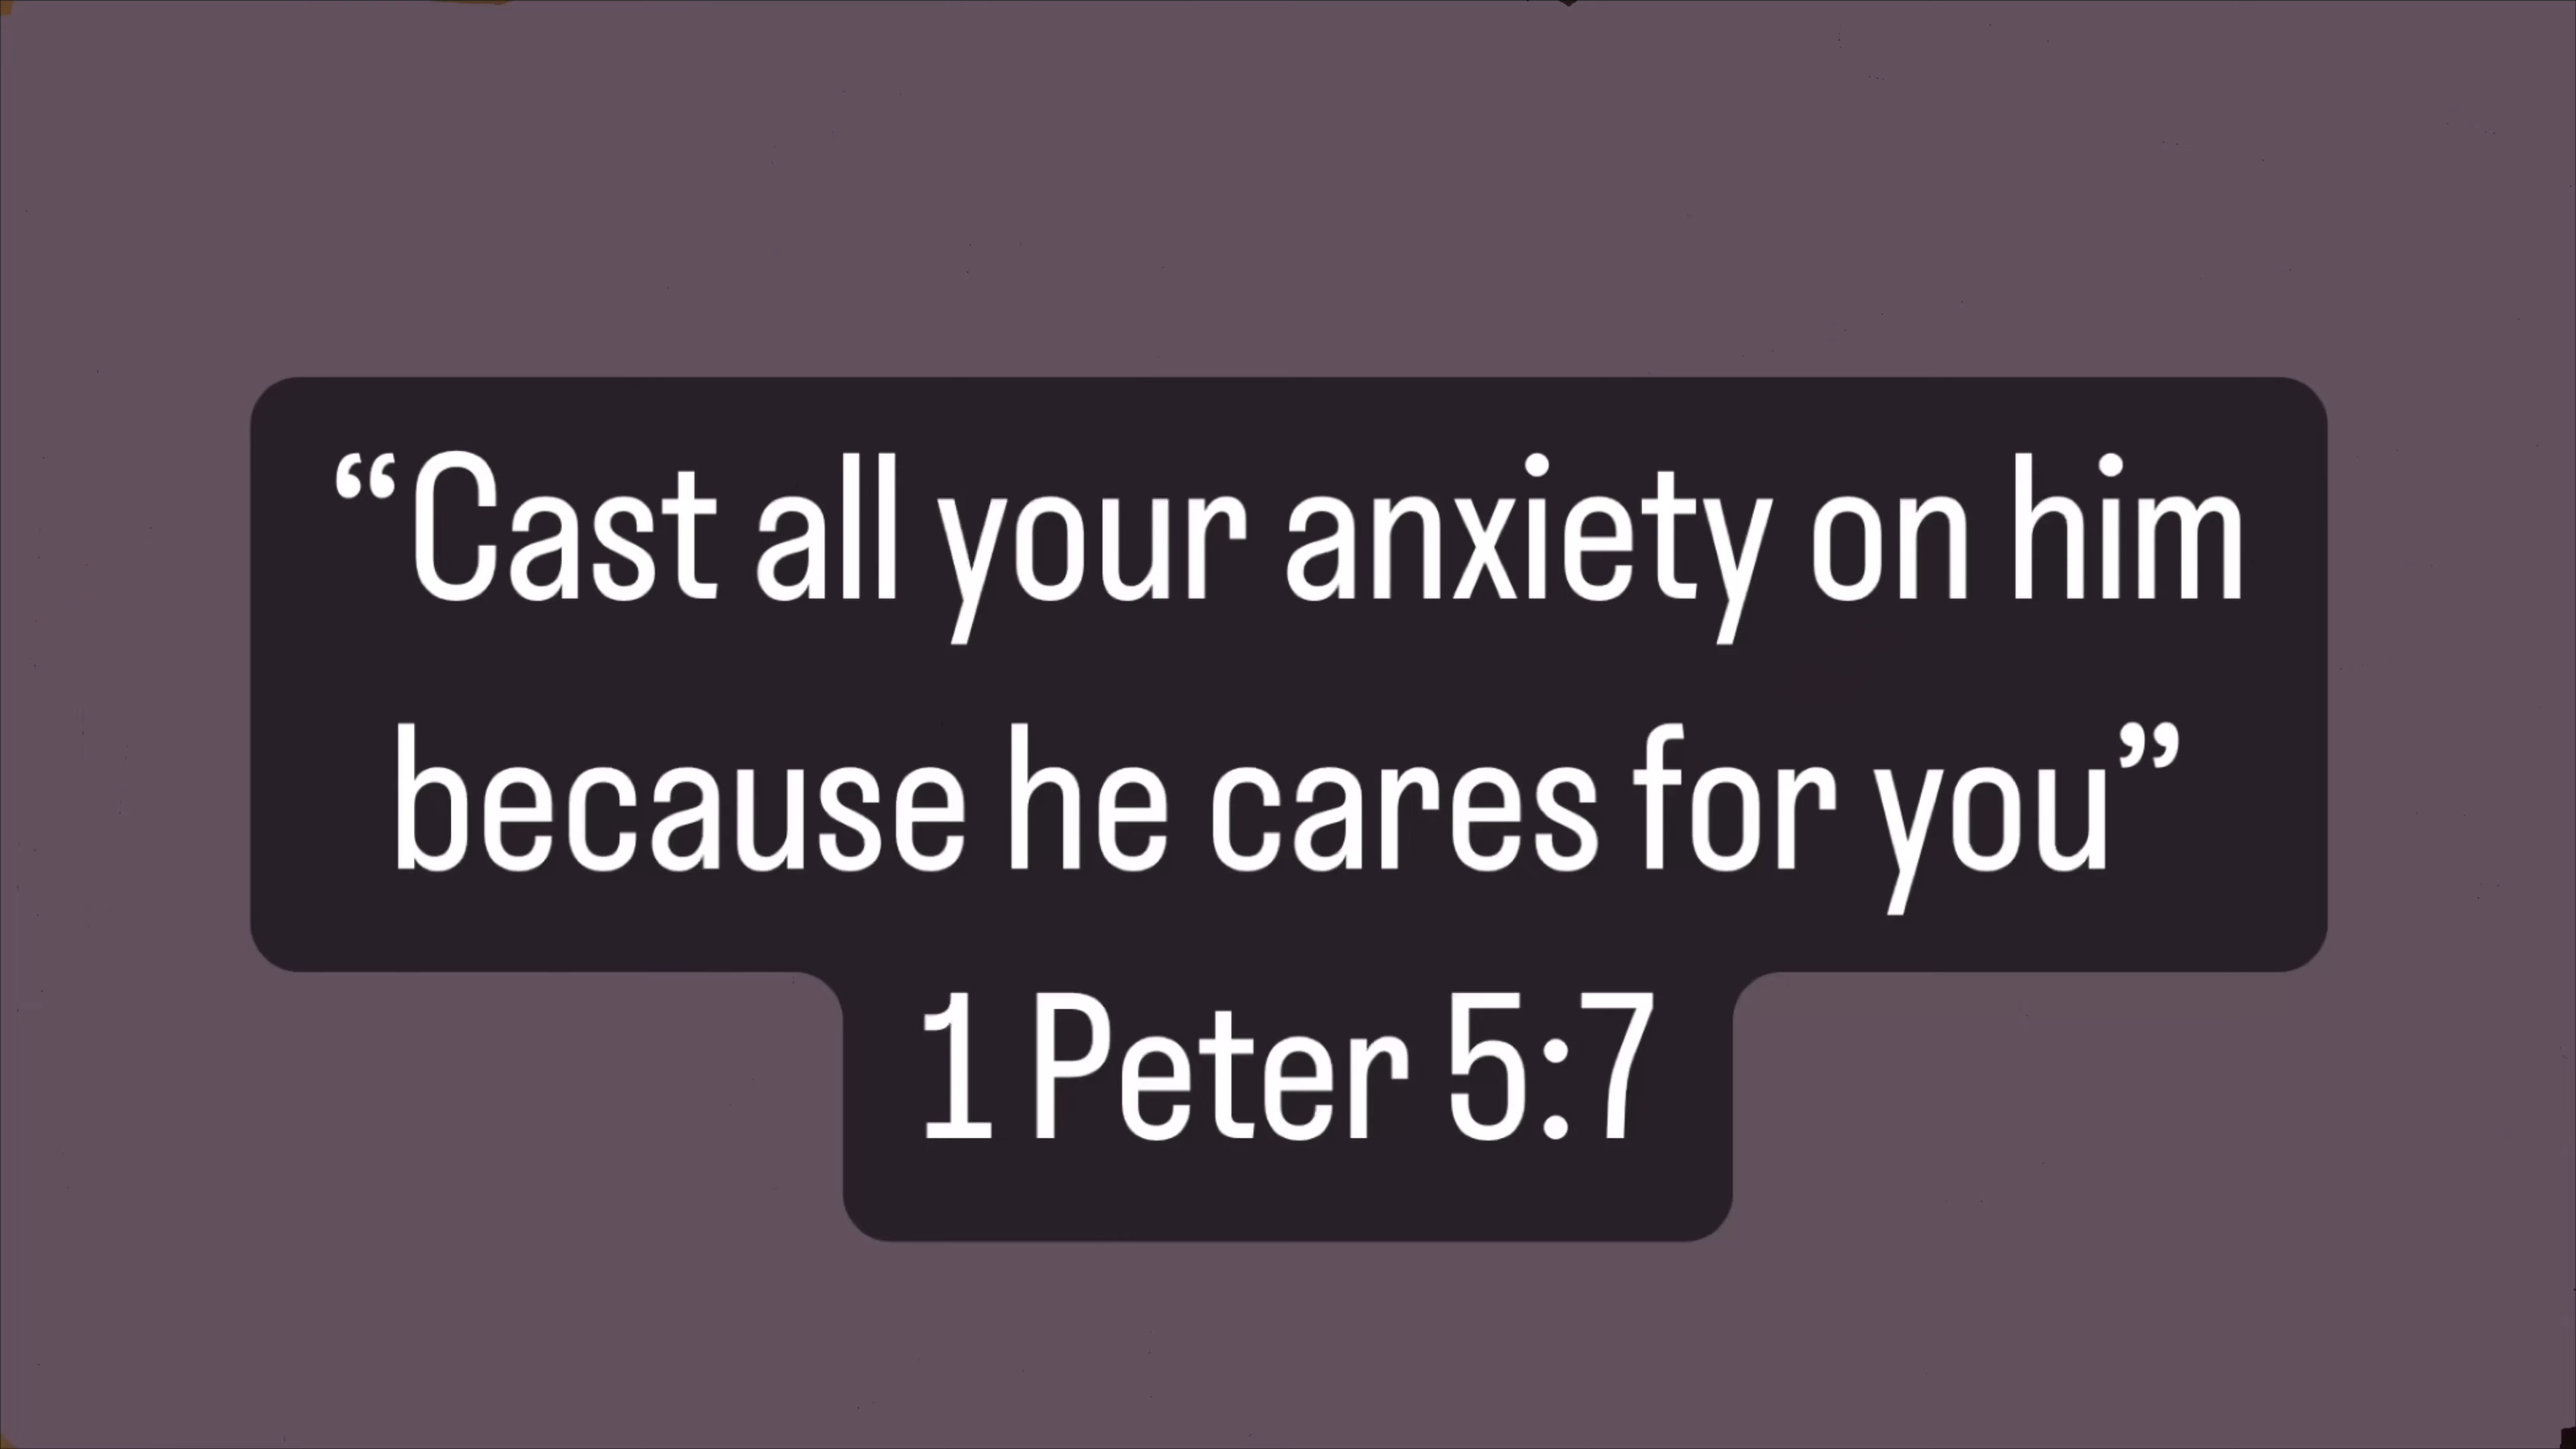 “Cast all your anxiety on him
because he cares for you”
1 Peter 5:7